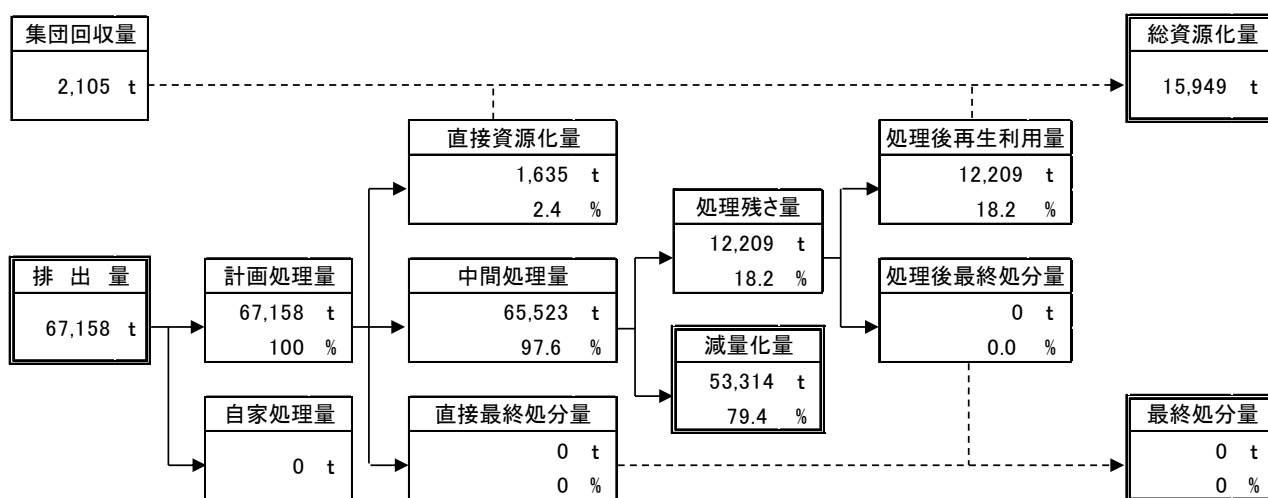 集団回収量
2,105 t
総資源化量
15,949 t
直接資源化量
1,635 t
2.4 %
処理後再生利用量
12,209 t
18.2 %
処理残さ量
12,209 t
18.2 %
排 出 量
67,158 t
計画処理量
67,158 t
100 %
中間処理量
65,523 t
97.6 %
処理後最終処分量
0 t
0.0 %
減量化量
53,314 t
79.4 %
自家処理量
0 t
直接最終処分量
0 t
0 %
最終処分量
0 t
0 %